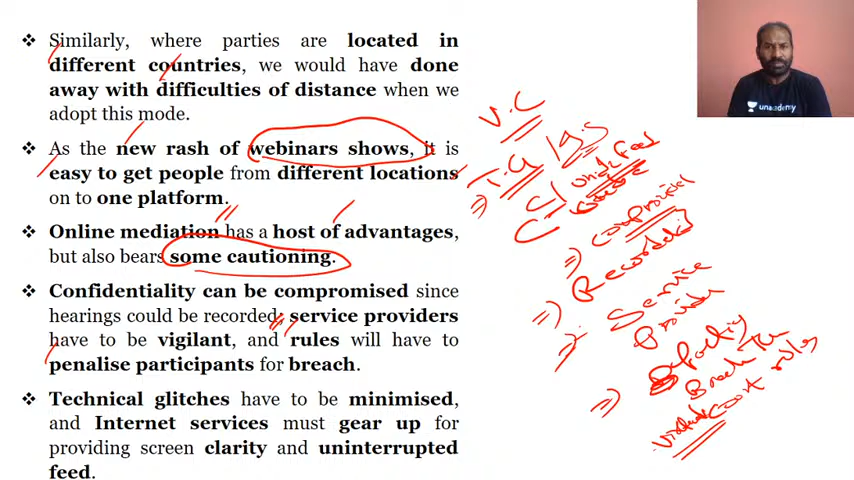 ❖ Similarly, where parties are located in
different countries, we would have done
away with difficulties of distance when we
adopt this mode.
❖ As the new rash of webinars shows, it is
easy to get people from different locations
on to one platform.
❖ Online mediation has a host of advantages,
but also bears some cautioning.
❖ Confidentiality can be compromised since
hearings could be recorded; service providers
have to be vigilant, and rules will have to
penalise participants for breach.
❖ Technical glitches have to be minimised,
and Internet services must gear up for
providing screen clarity and uninterrupted
feed.
unacademy
V.C
=> T.G
=> Recorded
=> Service
Provider
=> Breach
court rules